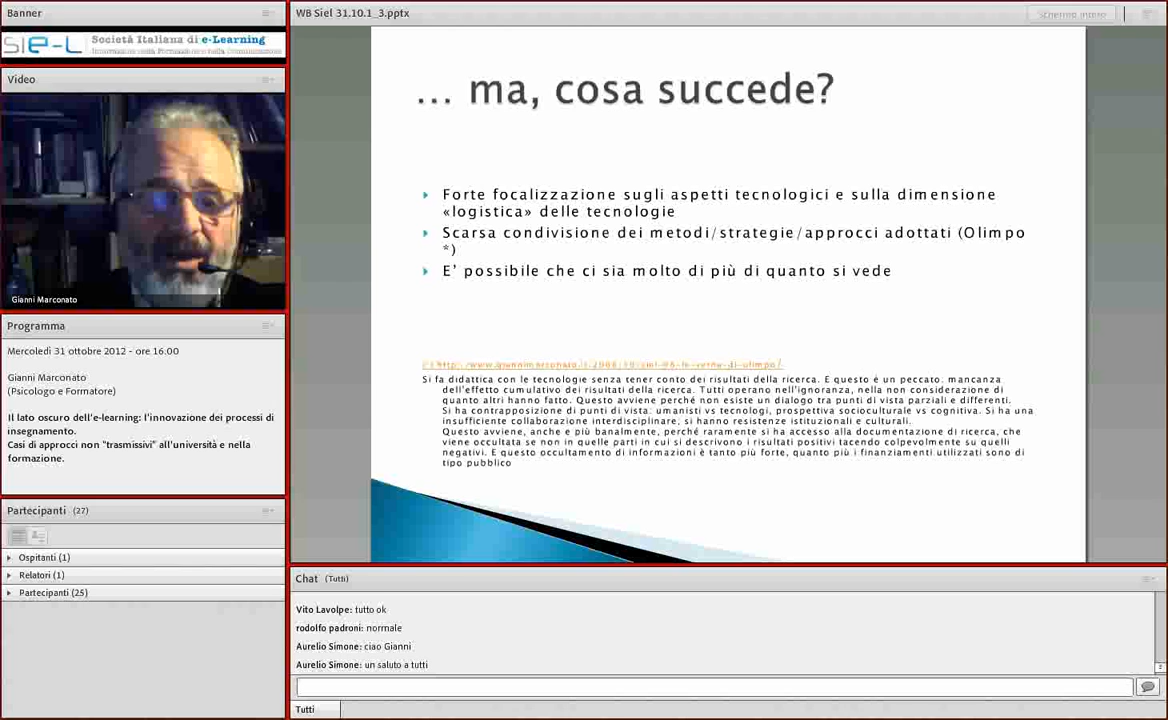 Banner
sie-L Società Italiana di e-Learning
Video
Gianni Marconato
Programma
Mercoledì 31 ottobre 2012 - ore 16:00
Gianni Marconato
(Psicologo e Formatore)
Il lato oscuro dell'e-learning: l'innovazione dei processi di
insegnamento.
Casi di approcci non "trasmissivi" all'università e nella
formazione.
Partecipanti (27)
Ospitanti (1)
Relatori (1)
Partecipanti (25)
WB Siel 31.10.1_3.pptx
Schermo intero
... ma, cosa succede?
Forte focalizzazione sugli aspetti tecnologici e sulla dimensione
«logistica» delle tecnologie
Scarsa condivisione dei metodi/strategie/approcci adottati (Olimpo
*)
E' possibile che ci sia molto di più di quanto si vede
Si fa didattica con le tecnologie senza tener conto dei risultati della ricerca. E questo è un peccato. mancanza
dell'effetto cumulativo dei risultati della ricerca. Tutti operano nell'ignoranza, nella non considerazione di
quanto altri hanno fatto. Questo avviene perché non esiste un dialogo tra punti di vista parziali e differenti.
Si ha contrapposizione di punti di vista: umanisti vs tecnologi, prospettiva socioculturale vs cognitiva. Si ha una
insufficiente collaborazione interdisciplinare, si hanno resistenze istituzionali e culturali.
Questo avviene, anche e più banalmente, perché raramente si ha accesso alla documentazione di ricerca, che
viene occultata se non in quelle parti in cui si descrivono i risultati positivi tacendo colpevolmente su quelli
negativi. E questo occultamento di informazioni è tanto più forte, quanto più i finanziamenti utilizzati sono di
tipo pubblico
Chat (Tutti)
Vito Lavolpe: tutto ok
rodolfo padroni: normale
Aurelio Simone: ciao Gianni
Aurelio Simone: un saluto a tutti
Tutti